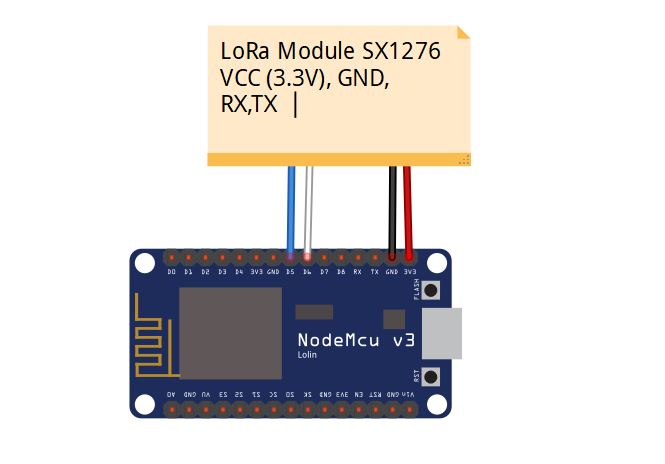 LoRa Module SX1276
VCC (3.3V), GND,
RX,TX
D0 D1 D2 D3 D4 3V3 GND D5 D6 D7 D8 RX TX GND 3V3
FLASH
NodeMcu v3
Lolin
RST
A0 GND VU S3 S2 S1 SC S0 SK GND 3V3 EN RST GND Vin